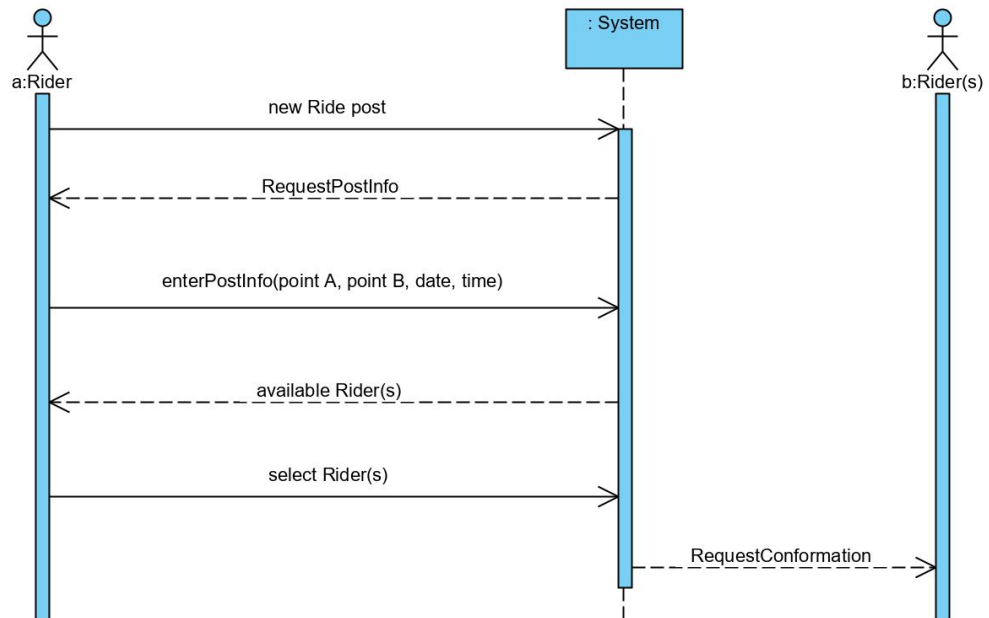 : System
a:Rider
b:Rider(s)
new Ride post
RequestPostInfo
enterPostInfo(point A, point B, date, time)
available Rider(s)
select Rider(s)
RequestConformation